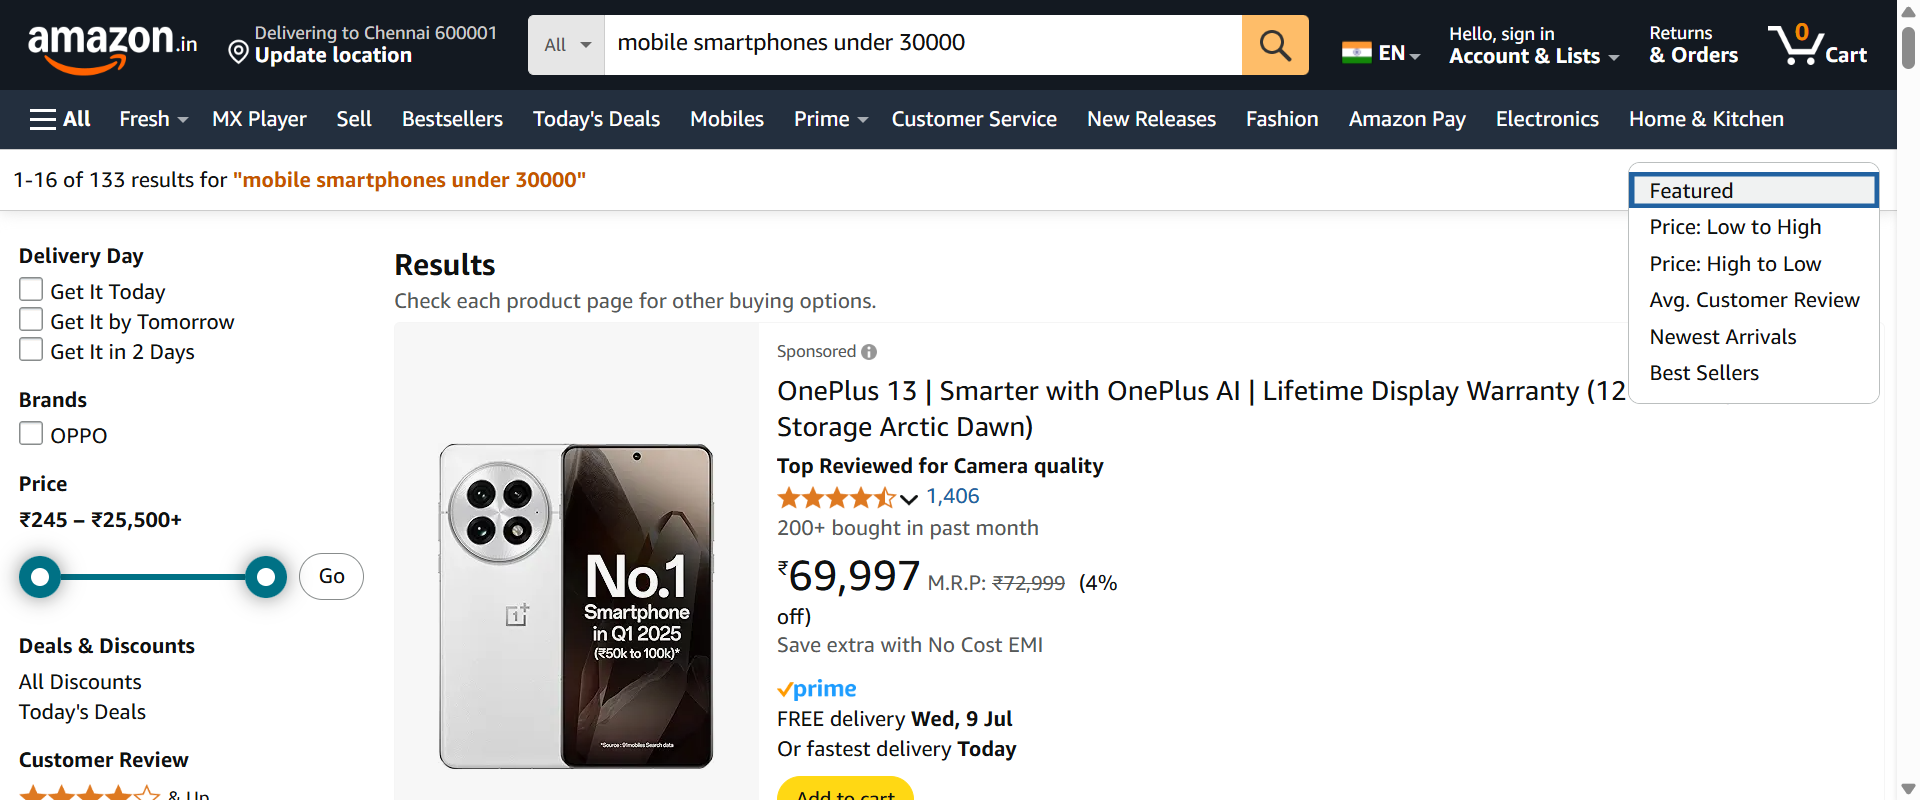 amazon.in
Delivering to Chennai 600001
Update location
All
mobile smartphones under 30000
EN
Hello, sign in
Account & Lists
Returns
& Orders
0
Cart
All
Fresh
MX Player
Sell
Bestsellers
Today's Deals
Mobiles
Prime
Customer Service
New Releases
Fashion
Amazon Pay
Electronics
Home & Kitchen
1-16 of 133 results for "mobile smartphones under 30000"
Featured
Price: Low to High
Price: High to Low
Avg. Customer Review
Newest Arrivals
Best Sellers
Delivery Day
Get It Today
Get It by Tomorrow
Get It in 2 Days
Brands
OPPO
Price
₹245 – ₹25,500+
Go
Deals & Discounts
All Discounts
Today's Deals
Customer Review
& Up
Results
Check each product page for other buying options.
No.1
Smartphone
in Q1 2025
(₹50k to 100k)*
*Source : 91mobiles Search data
Sponsored
OnePlus 13 | Smarter with OnePlus AI | Lifetime Display Warranty (12
Storage Arctic Dawn)
Top Reviewed for Camera quality
1,406
200+ bought in past month
₹69,997 M.R.P: ₹72,999 (4%
off)
Save extra with No Cost EMI
prime
FREE delivery Wed, 9 Jul
Or fastest delivery Today
Add to cart